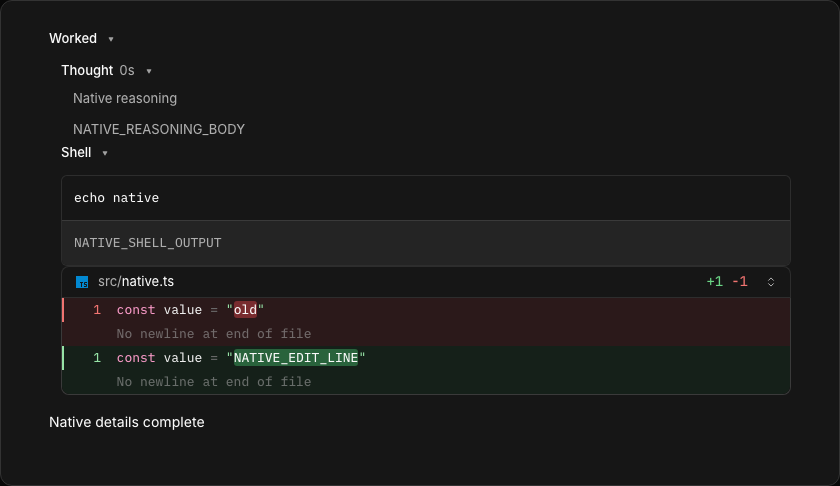 Worked
Thought 0s
Native reasoning
NATIVE_REASONING_BODY
Shell
echo native
NATIVE_SHELL_OUTPUT
TS src/native.ts +1 -1
1 const value = "old"
No newline at end of file
1 const value = "NATIVE_EDIT_LINE"
No newline at end of file
Native details complete